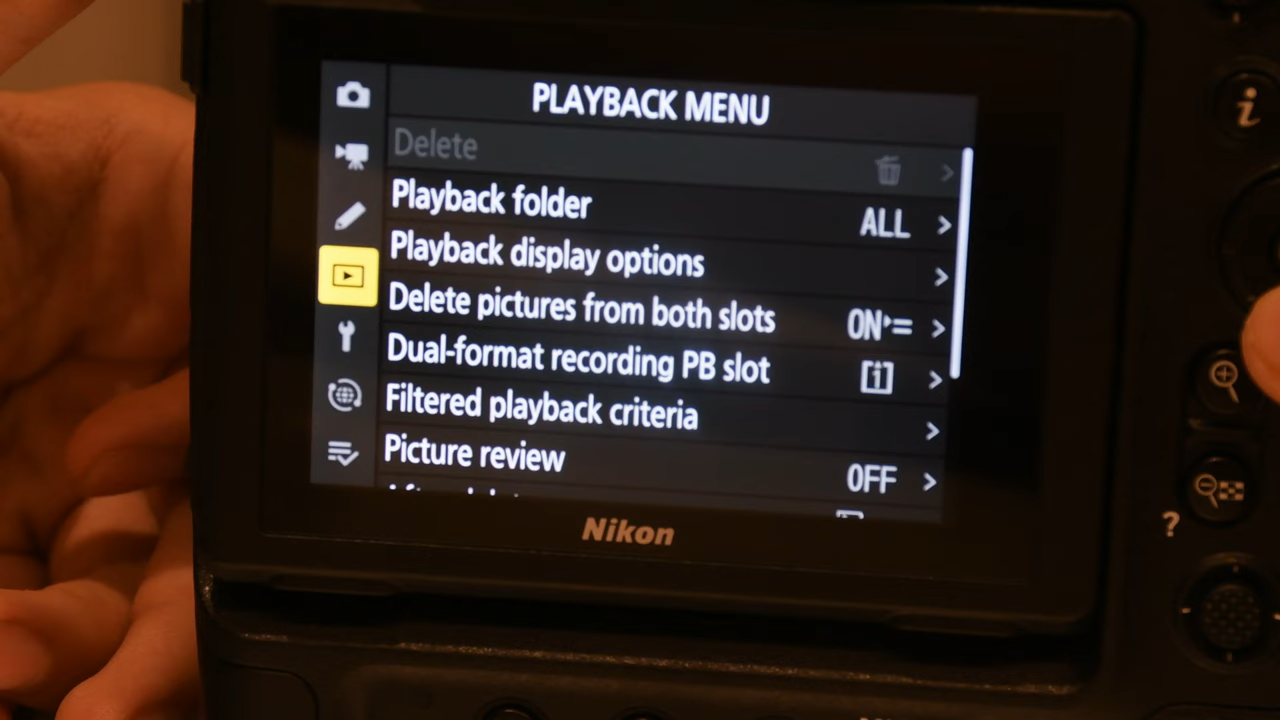 PLAYBACK MENU
Delete
Playback folder ALL
Playback display options
Delete pictures from both slots ON
Dual-format recording PB slot 1
Filtered playback criteria
Picture review OFF
Nikon
i
?